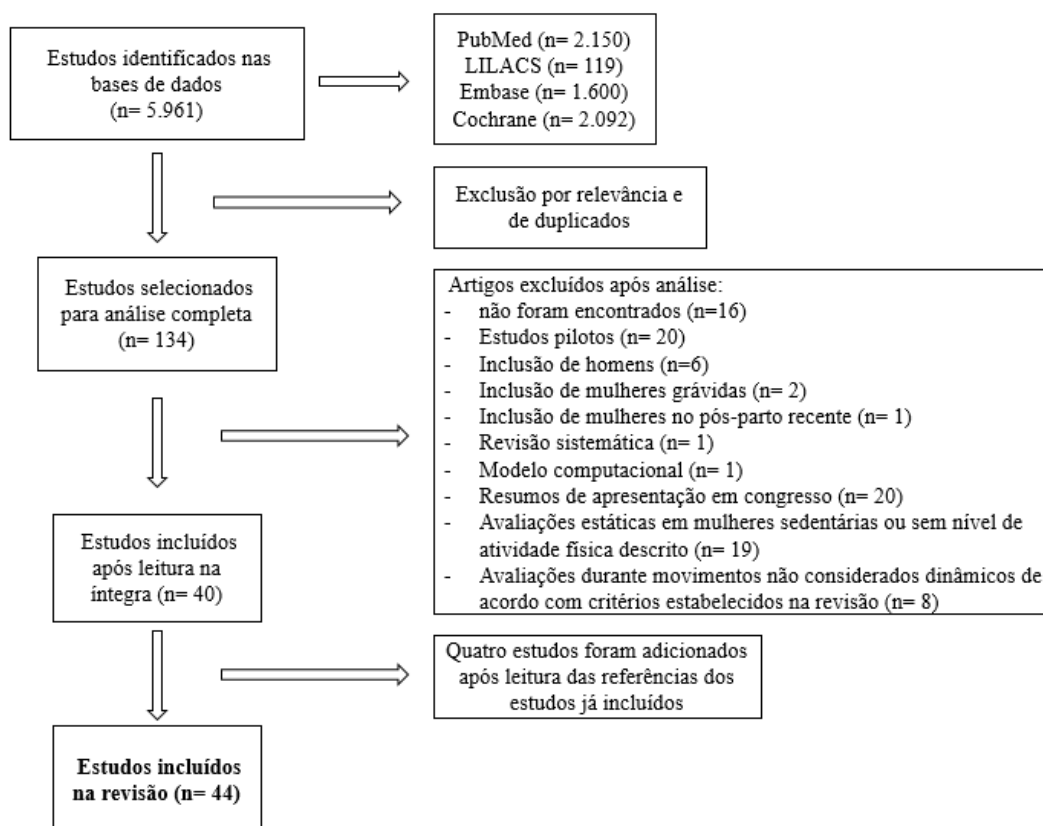 Estudos identificados nas
bases de dados
(n= 5.961)
PubMed (n= 2.150)
LILACS (n= 119)
Embase (n= 1.600)
Cochrane (n= 2.092)
Exclusão por relevância e
de duplicados
Estudos selecionados
para análise completa
(n= 134)
Artigos excluídos após análise:
- não foram encontrados (n=16)
- Estudos pilotos (n= 20)
- Inclusão de homens (n=6)
- Inclusão de mulheres grávidas (n= 2)
- Inclusão de mulheres no pós-parto recente (n= 1)
- Revisão sistemática (n= 1)
- Modelo computacional (n= 1)
- Resumos de apresentação em congresso (n= 20)
- Avaliações estáticas em mulheres sedentárias ou sem nível de
atividade física descrito (n= 19)
- Avaliações durante movimentos não considerados dinâmicos de
acordo com critérios estabelecidos na revisão (n= 8)
Estudos incluídos
após leitura na
íntegra (n= 40)
Quatro estudos foram adicionados
após leitura das referências dos
estudos já incluídos
Estudos incluídos
na revisão (n= 44)